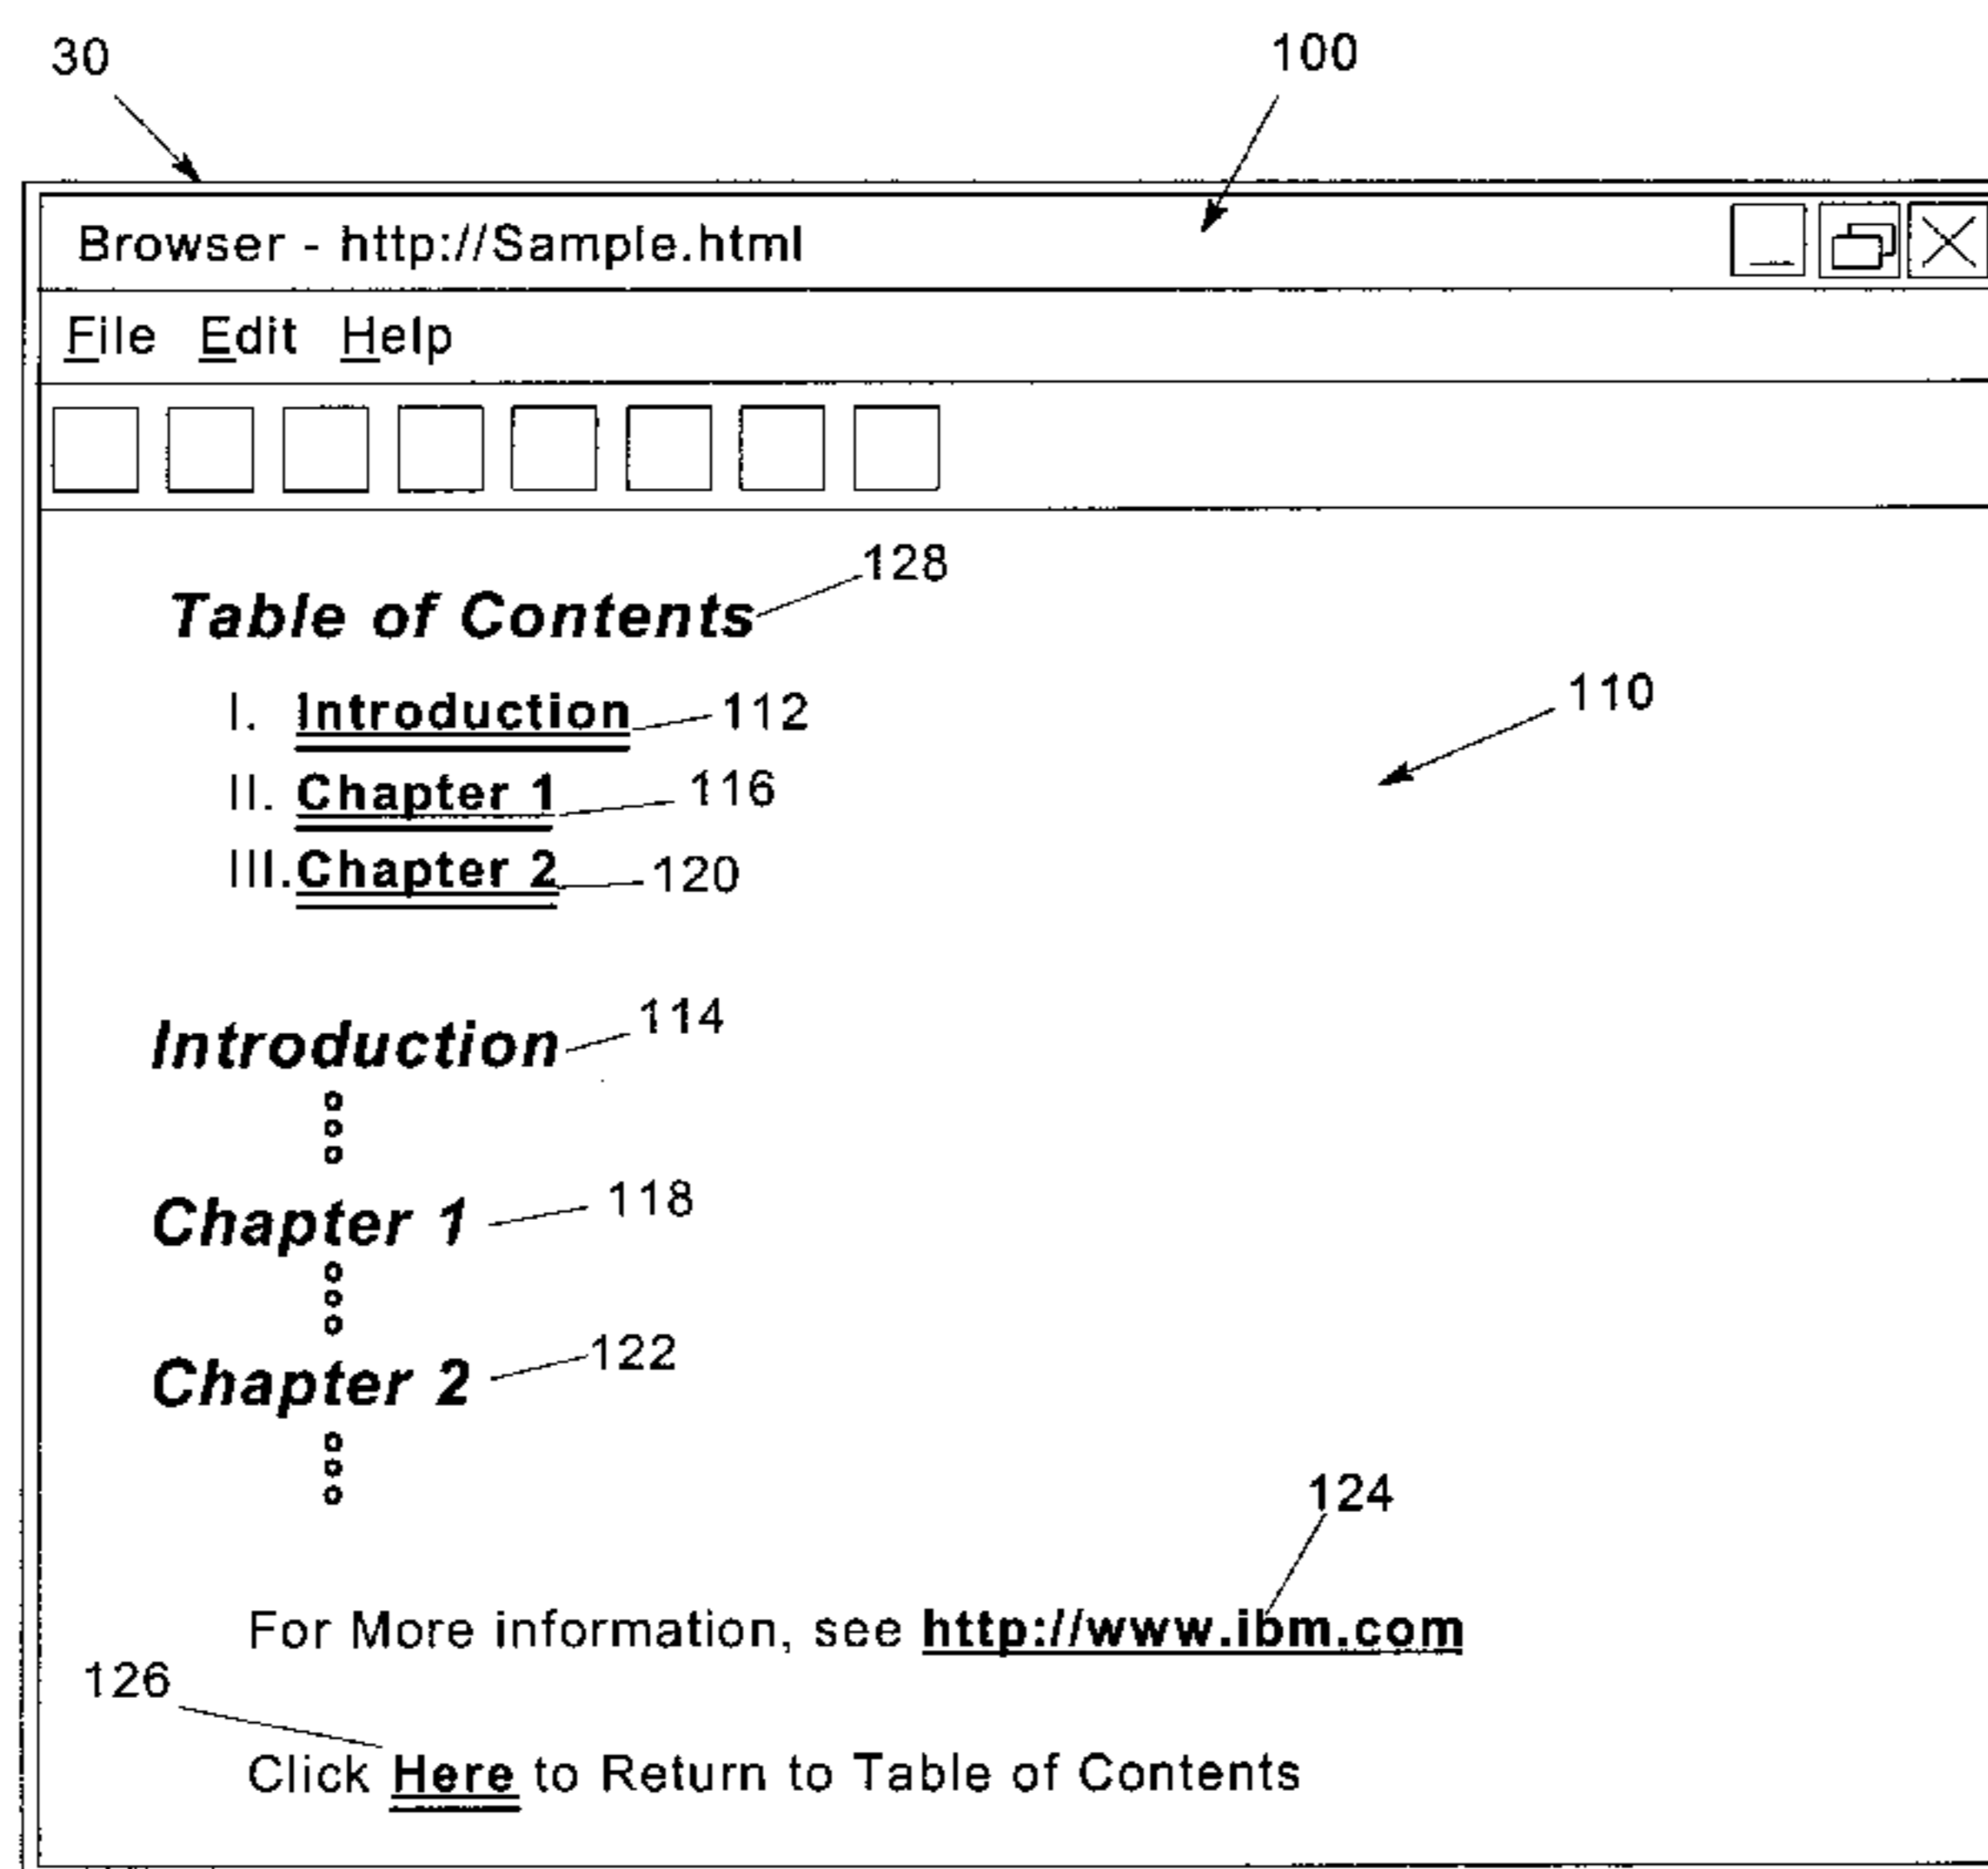 30 100
Browser - http://Sample.html
File Edit Help
128
Table of Contents
I. Introduction 112
110
II. Chapter 1 116
III. Chapter 2 120
Introduction 114
Chapter 1 118
Chapter 2 122
124
For More information, see http://www.ibm.com
126
Click Here to Return to Table of Contents